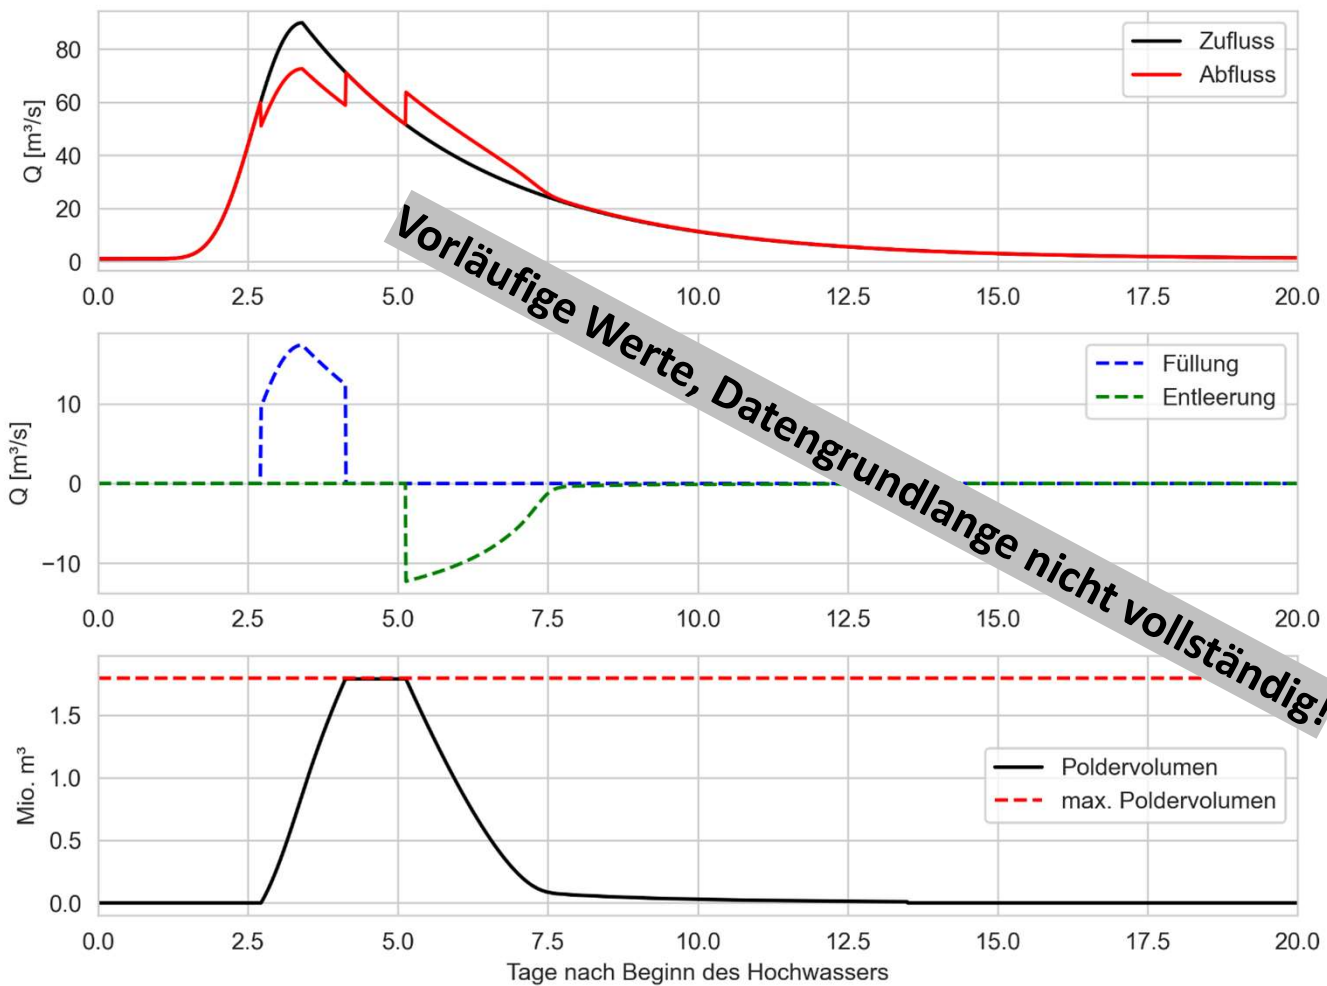 80
60
40
20
0
Q [m³/s]
Zufluss
Abfluss
0.0 2.5 5.0 7.5 10.0 12.5 15.0 17.5 20.0
Vorläufige Werte, Datengrundlange nicht vollständig!
10
0
−10
Q [m³/s]
Füllung
Entleerung
0.0 2.5 5.0 7.5 10.0 12.5 15.0 17.5 20.0
1.5
1.0
0.5
0.0
Mio. m³
Poldervolumen
max. Poldervolumen
0.0 2.5 5.0 7.5 10.0 12.5 15.0 17.5 20.0
Tage nach Beginn des Hochwassers